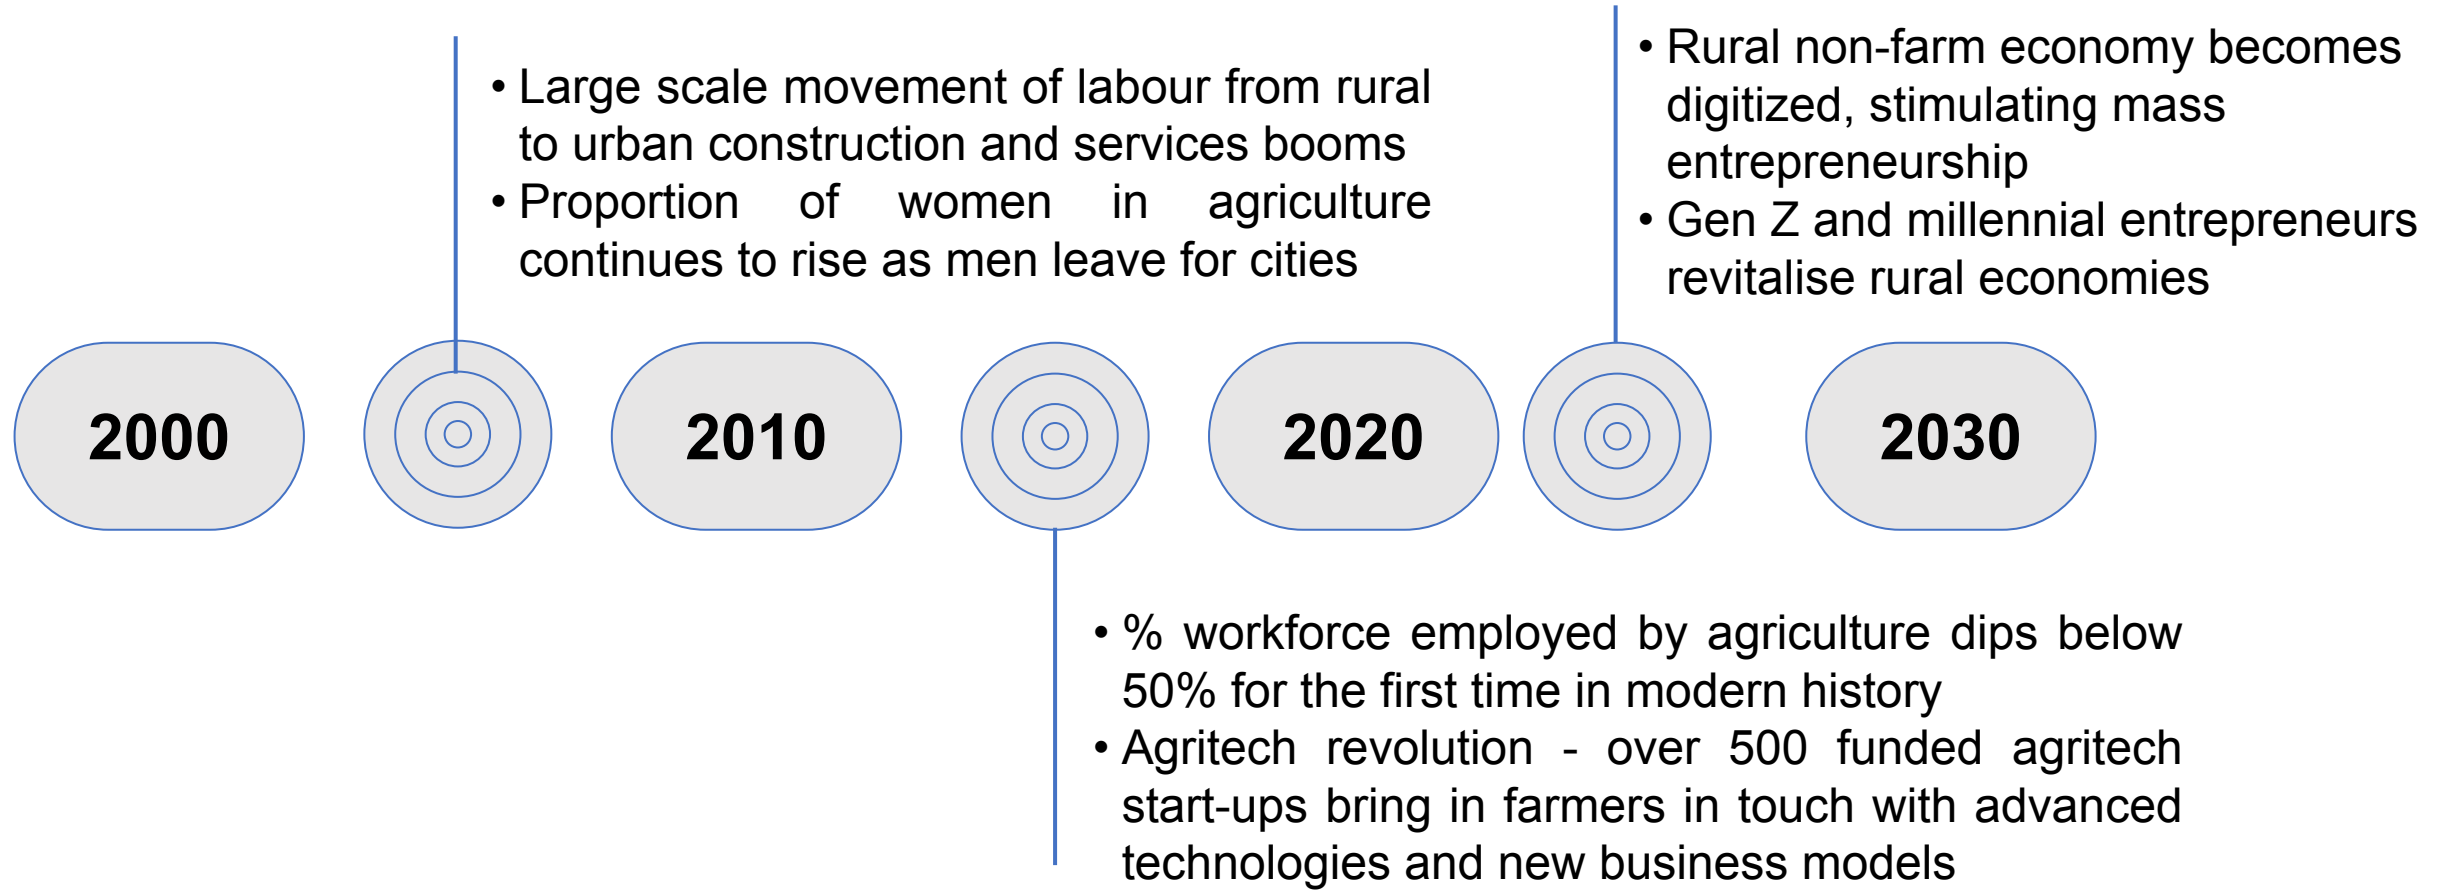 • Large scale movement of labour from rural
to urban construction and services booms
• Proportion of women in agriculture
continues to rise as men leave for cities
• Rural non-farm economy becomes
digitized, stimulating mass
entrepreneurship
• Gen Z and millennial entrepreneurs
revitalise rural economies
2000
2010
2020
2030
• % workforce employed by agriculture dips below
50% for the first time in modern history
• Agritech revolution - over 500 funded agritech
start-ups bring in farmers in touch with advanced
technologies and new business models